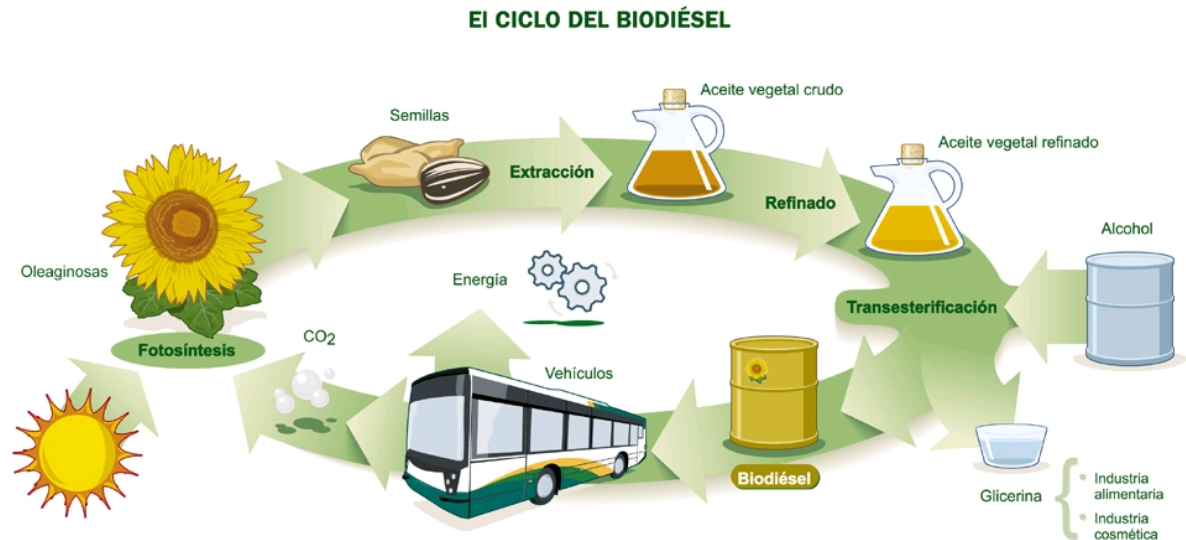 El CICLO DEL BIODIÉSEL
Semillas
Extracción
Aceite vegetal crudo
Refinado
Aceite vegetal refinado
Alcohol
Transesterificación
Oleaginosas
Fotosíntesis
Energía
CO2
Vehículos
Biodiésel
Glicerina
• Industria
alimentaria
• Industria
cosmética